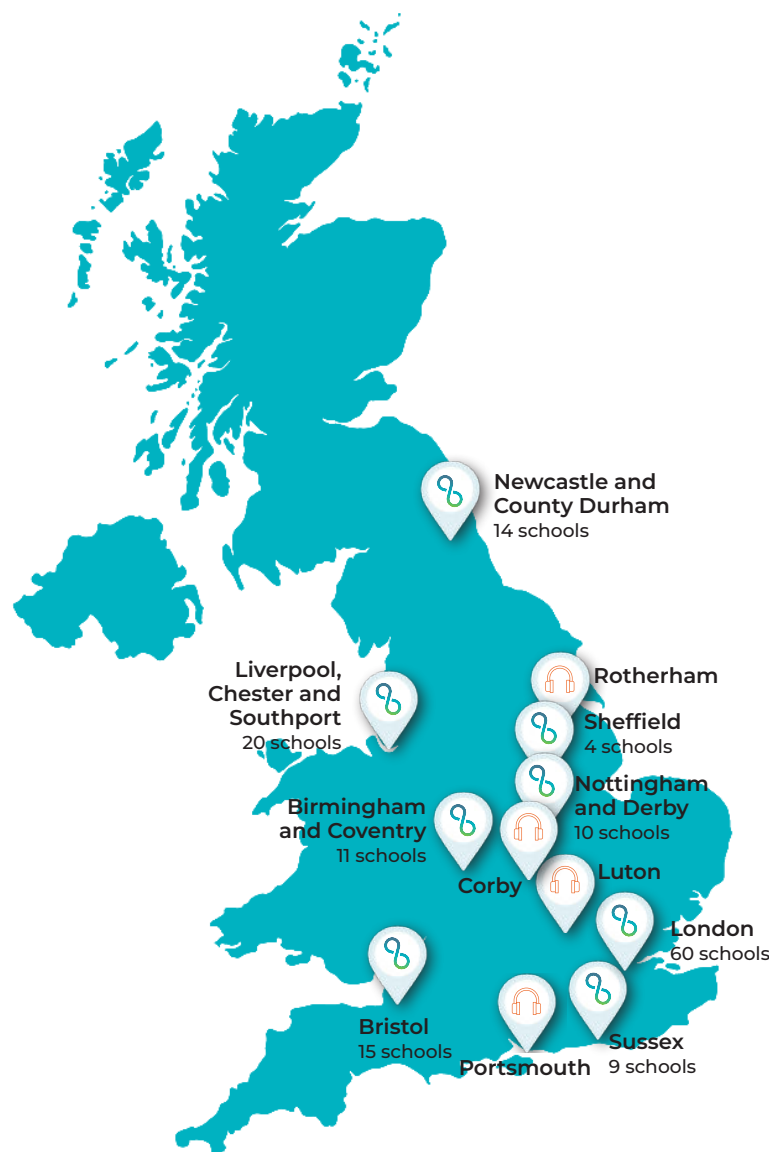 Newcastle and
County Durham
14 schools
Rotherham
Liverpool,
Chester and
Southport
20 schools
Sheffield
4 schools
Nottingham
and Derby
10 schools
Birmingham
and Coventry
11 schools
Corby
Luton
London
60 schools
Bristol
15 schools
Portsmouth
Sussex
9 schools